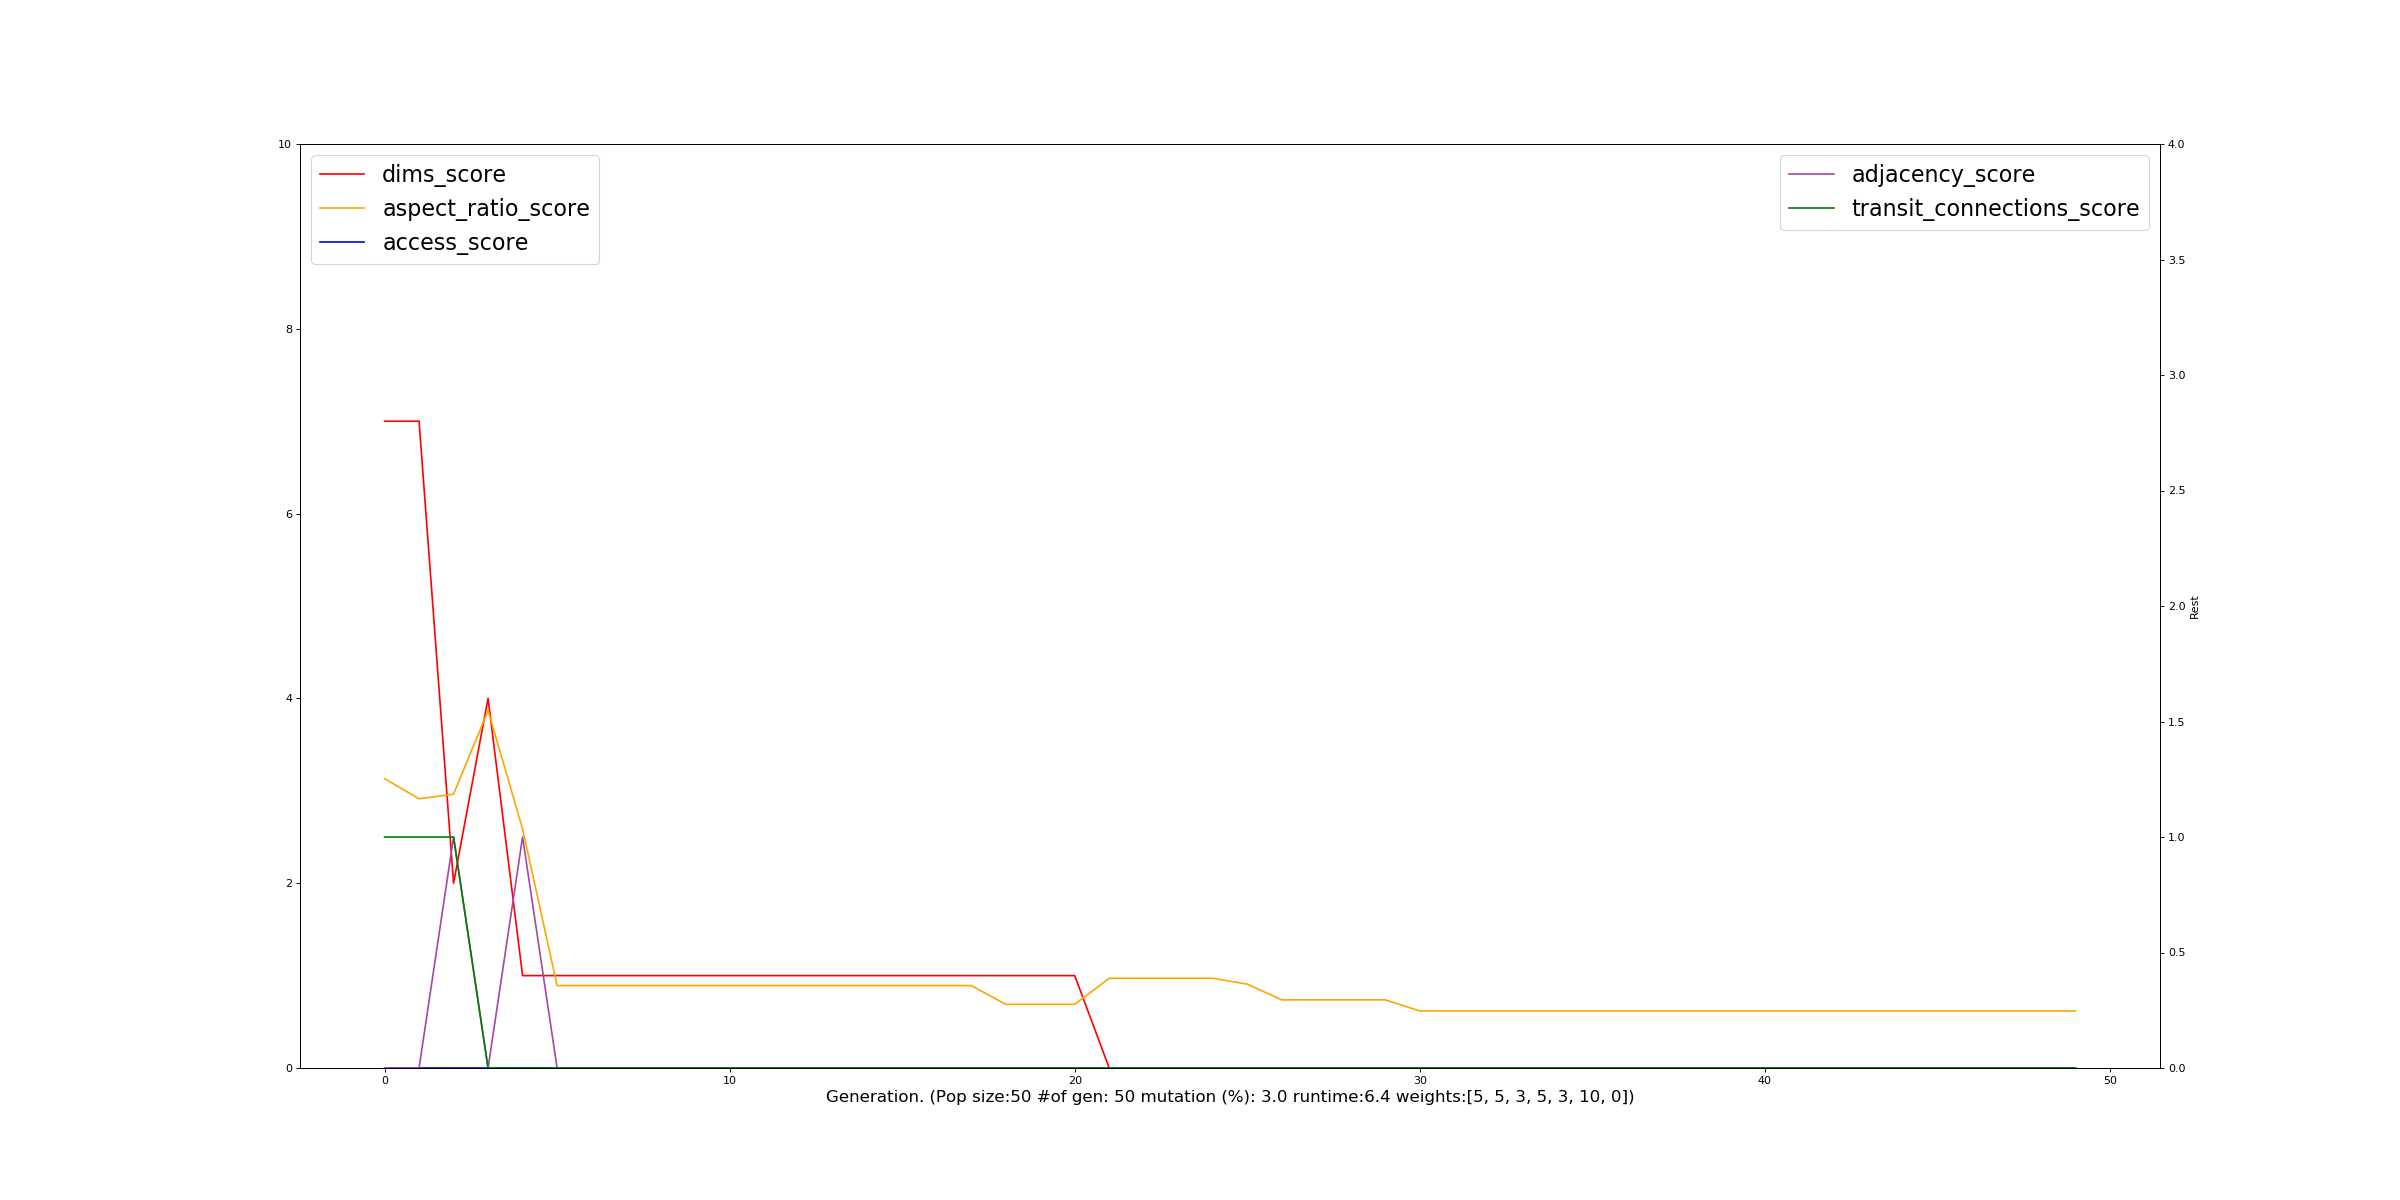 dims_score
aspect_ratio_score
access_score
adjacency_score
transit_connections_score
10
8
6
4
2
0
4.0
3.5
3.0
2.5
2.0
1.5
1.0
0.5
0.0
Rest
0 10 20 30 40 50
Generation. (Pop size:50 #of gen: 50 mutation (%): 3.0 runtime:6.4 weights:[5, 5, 3, 5, 3, 10, 0])